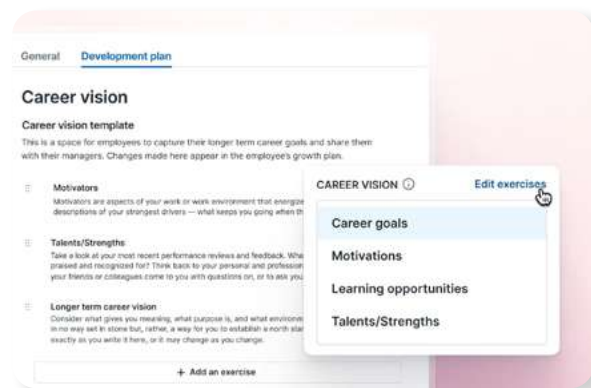 General Development plan
Career vision
Career vision template
This is a space for employees to capture their longer term career goals and share them
with their managers. Changes made here appear in the employee's growth plan.
Motivators
Motivators are aspects of your work or work environment that energize
descriptions of your strongest drivers — what keeps you going when th
Talents/Strengths
Take a look at your most recent performance reviews and feedback. Wha
praised and recognized for? Think back to your personal and profession
your friends or colleagues come to you with questions on, or to ask you
Longer term career vision
Consider what gives you meaning, what purpose is, and what environm
in no way set in stone but, rather, a way for you to establish a north star
exactly as you write it here, or it may change as you change.
+ Add an exercise
CAREER VISION Edit exercises
Career goals
Motivations
Learning opportunities
Talents/Strengths